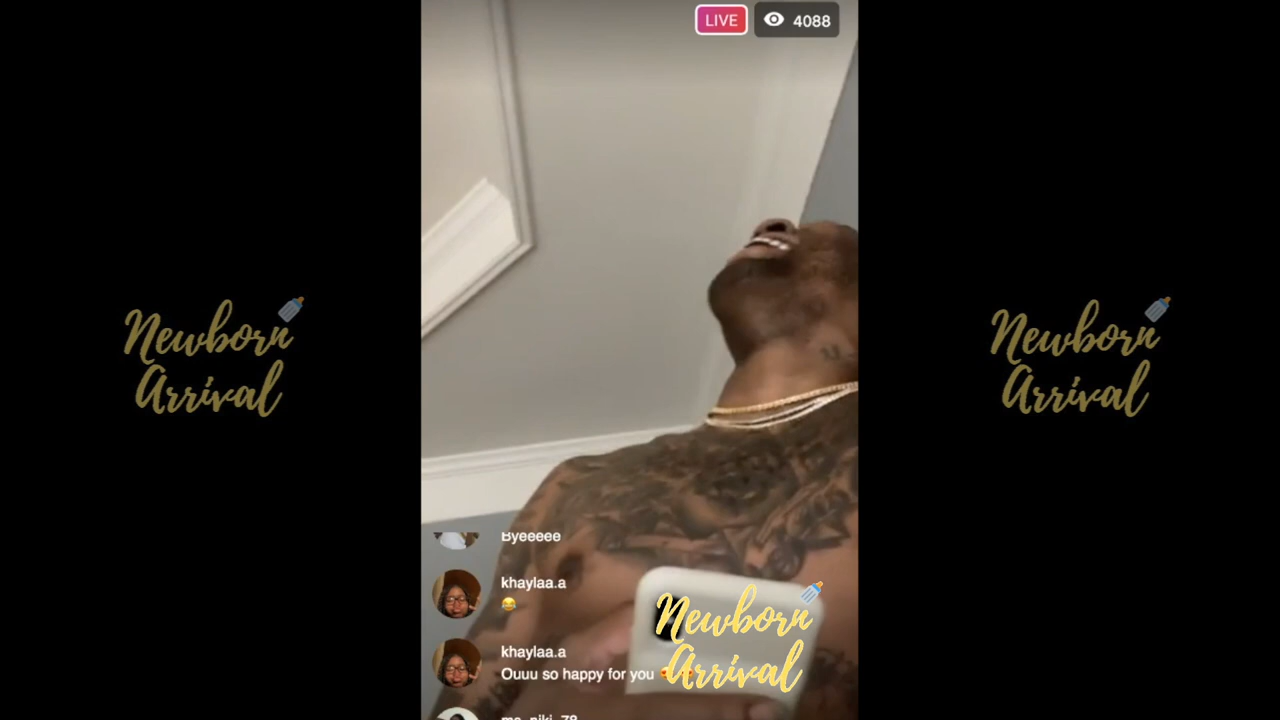 LIVE 4088
Newborn
Arrival
Newborn
Arrival
Byeeeee
khaylaa.a
😂
khaylaa.a
Ouuu so happy for you
Newborn
Arrival